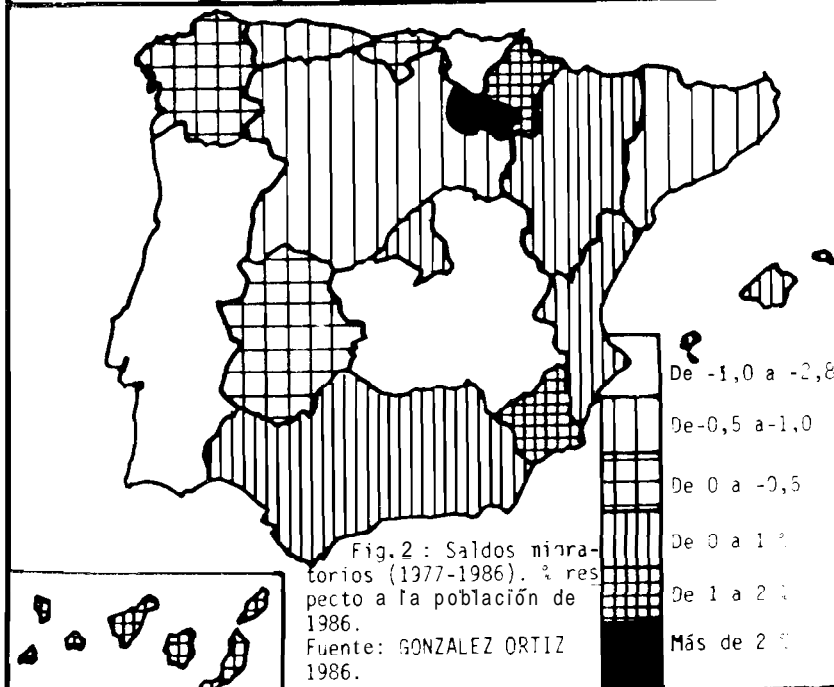 De -1,0 a -2,8
De-0,5 a-1,0
De 0 a -0,5
De 0 a 1 %
De 1 a 2 %
Más de 2 %
Fig.2 : Saldos migra-
torios (1977-1986). % res
pecto a la población de
1986.
Fuente: GONZALEZ ORTIZ
1986.